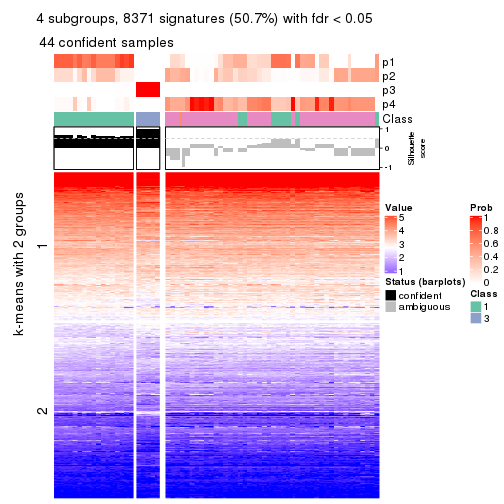 4 subgroups, 8371 signatures (50.7%) with fdr < 0.05
44 confident samples
p1
p2
p3
p4
Class
1
0
-1
Silhouette
score
k-means with 2 groups
1
2
Value
5
4
3
2
1
Status (barplots)
confident
ambiguous
Prob
1
0.8
0.6
0.4
0.2
0
Class
1
3